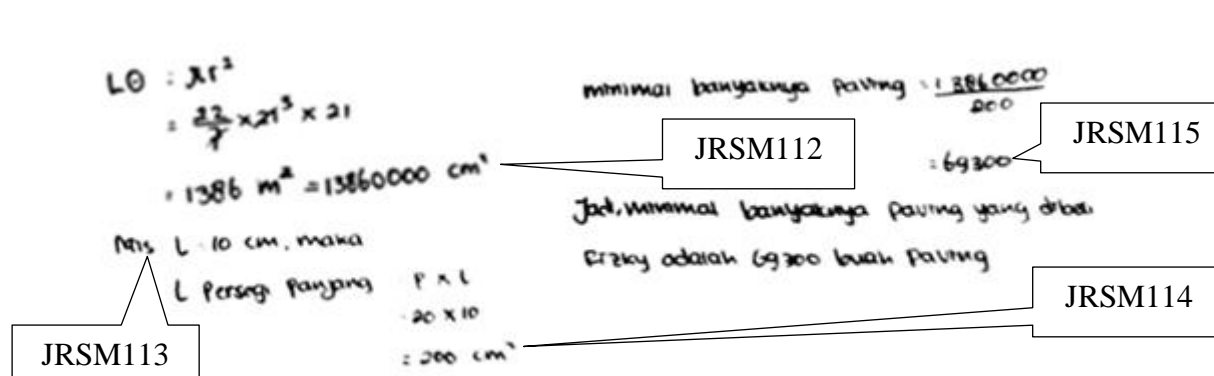 LO : πr²
= 22/7 × 21³ × 21
= 1386 m² = 13860000 cm²
JRSM112
Mis L = 10 cm, maka
L Persegi Panjang P × l
20 × 10
= 200 cm²
JRSM113
minimal banyaknya Paving = 13860000/200
= 69300
JRSM115
Jadi, minimal banyaknya paving yang dibeli
Rizky adalah 69300 buah Paving
JRSM114